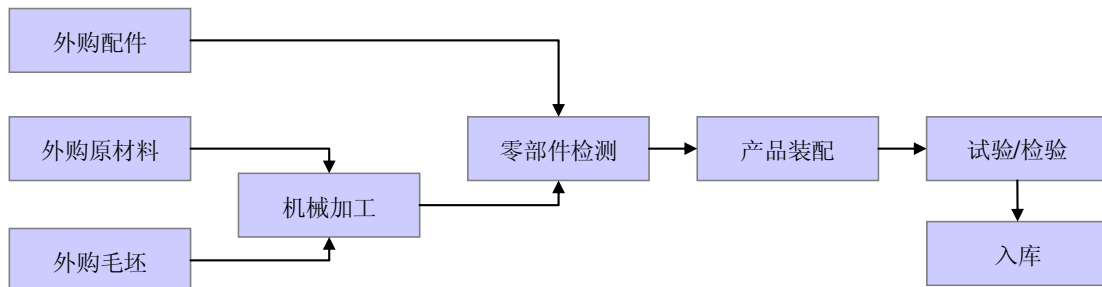 外购配件
外购原材料
零部件检测
产品装配
试验/检验
机械加工
外购毛坯
入库